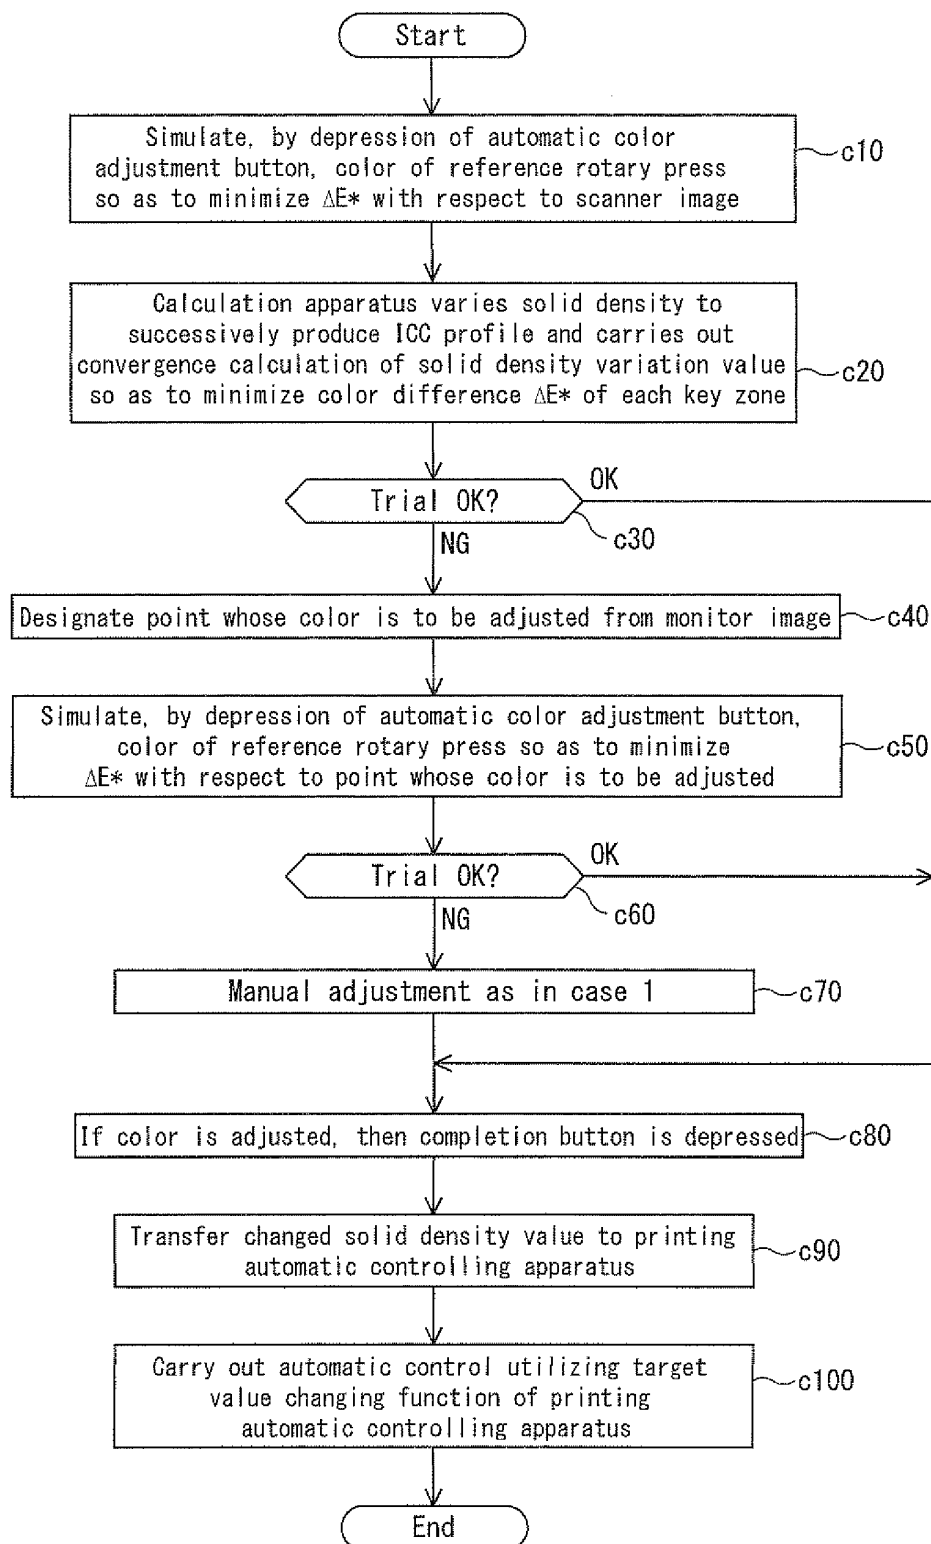 Start
Simulate, by depression of automatic color
adjustment button, color of reference rotary press
so as to minimize ΔE* with respect to scanner image
c10
Calculation apparatus varies solid density to
successively produce ICC profile and carries out
convergence calculation of solid density variation value
so as to minimize color difference ΔE* of each key zone
c20
Trial OK?
OK
c30
NG
Designate point whose color is to be adjusted from monitor image
c40
Simulate, by depression of automatic color adjustment button,
color of reference rotary press so as to minimize
ΔE* with respect to point whose color is to be adjusted
c50
Trial OK?
OK
c60
NG
Manual adjustment as in case 1
c70
If color is adjusted, then completion button is depressed
c80
Transfer changed solid density value to printing
automatic controlling apparatus
c90
Carry out automatic control utilizing target
value changing function of printing
automatic controlling apparatus
c100
End